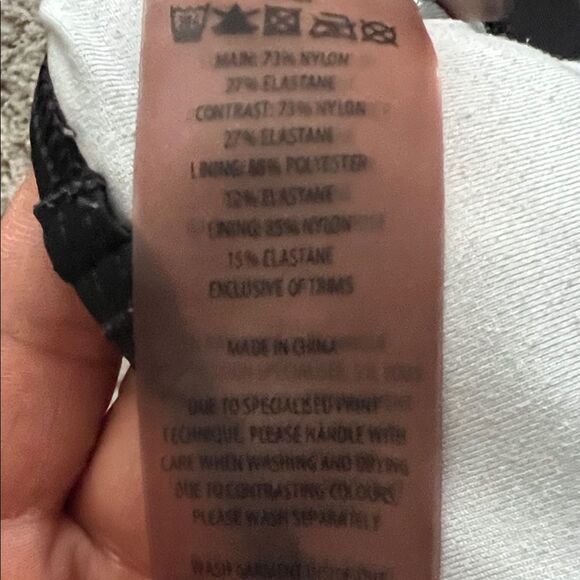 MAIN: 73% NYLON
27% ELASTANE
CONTRAST: 73% NYLON
27% ELASTANE
LINING: 88% POLYESTER
12% ELASTANE
LINING: 85% NYLON
15% ELASTANE
EXCLUSIVE OF TRIMS
MADE IN CHINA
DUE TO SPECIALISED PRINT
TECHNIQUE, PLEASE HANDLE WITH
CARE WHEN WASHING AND DRYING
DUE TO CONTRASTING COLOURS,
PLEASE WASH SEPARATELY
WASH GARMENT